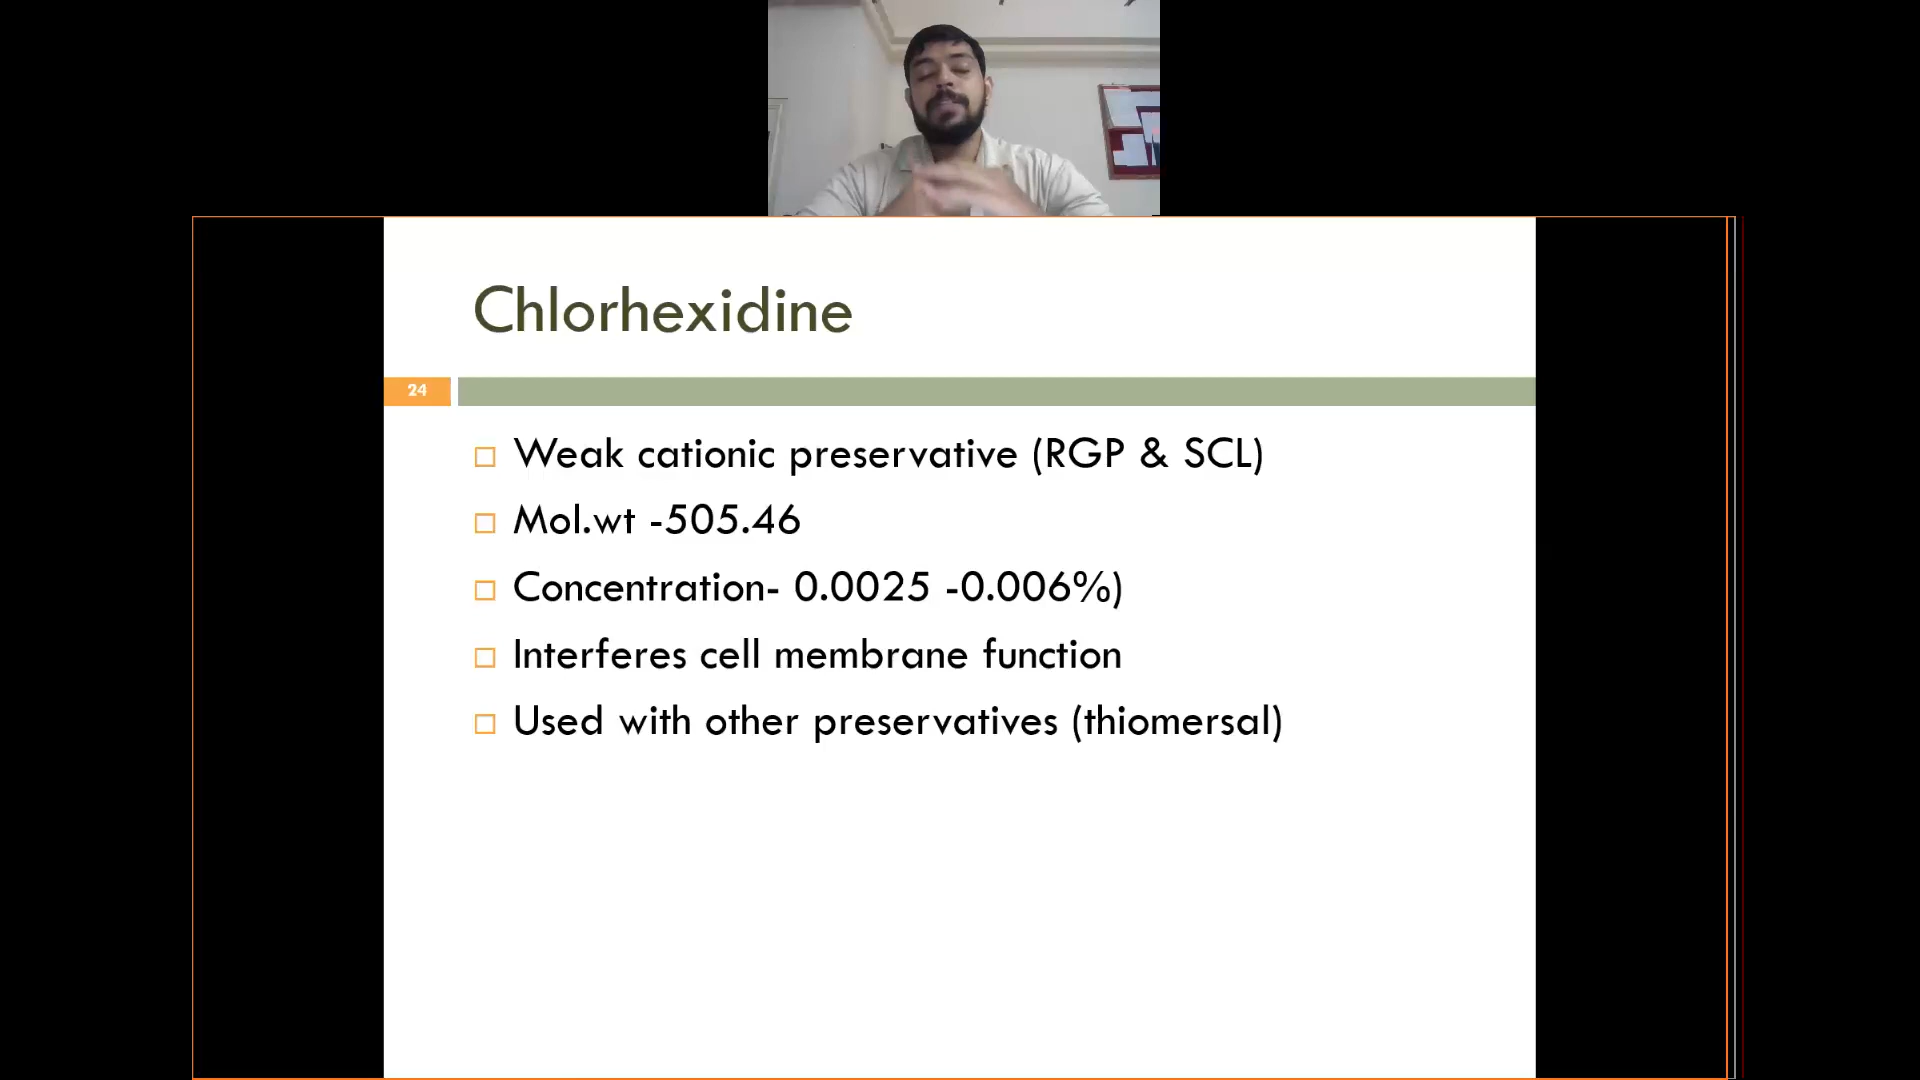 Chlorhexidine
24
Weak cationic preservative (RGP & SCL)
Mol.wt -505.46
Concentration- 0.0025 -0.006%)
Interferes cell membrane function
Used with other preservatives (thiomersal)